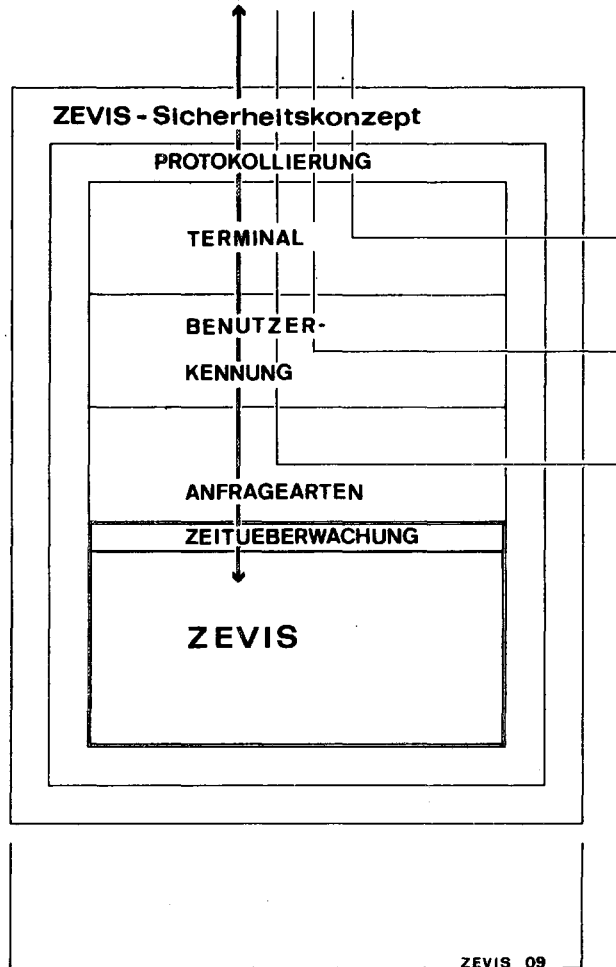 ZEVIS - Sicherheitskonzept
PROTOKOLLIERUNG
TERMINAL
BENUTZER-
KENNUNG
ANFRAGEARTEN
ZEITUEBERWACHUNG
ZEVIS
ZEVIS 09